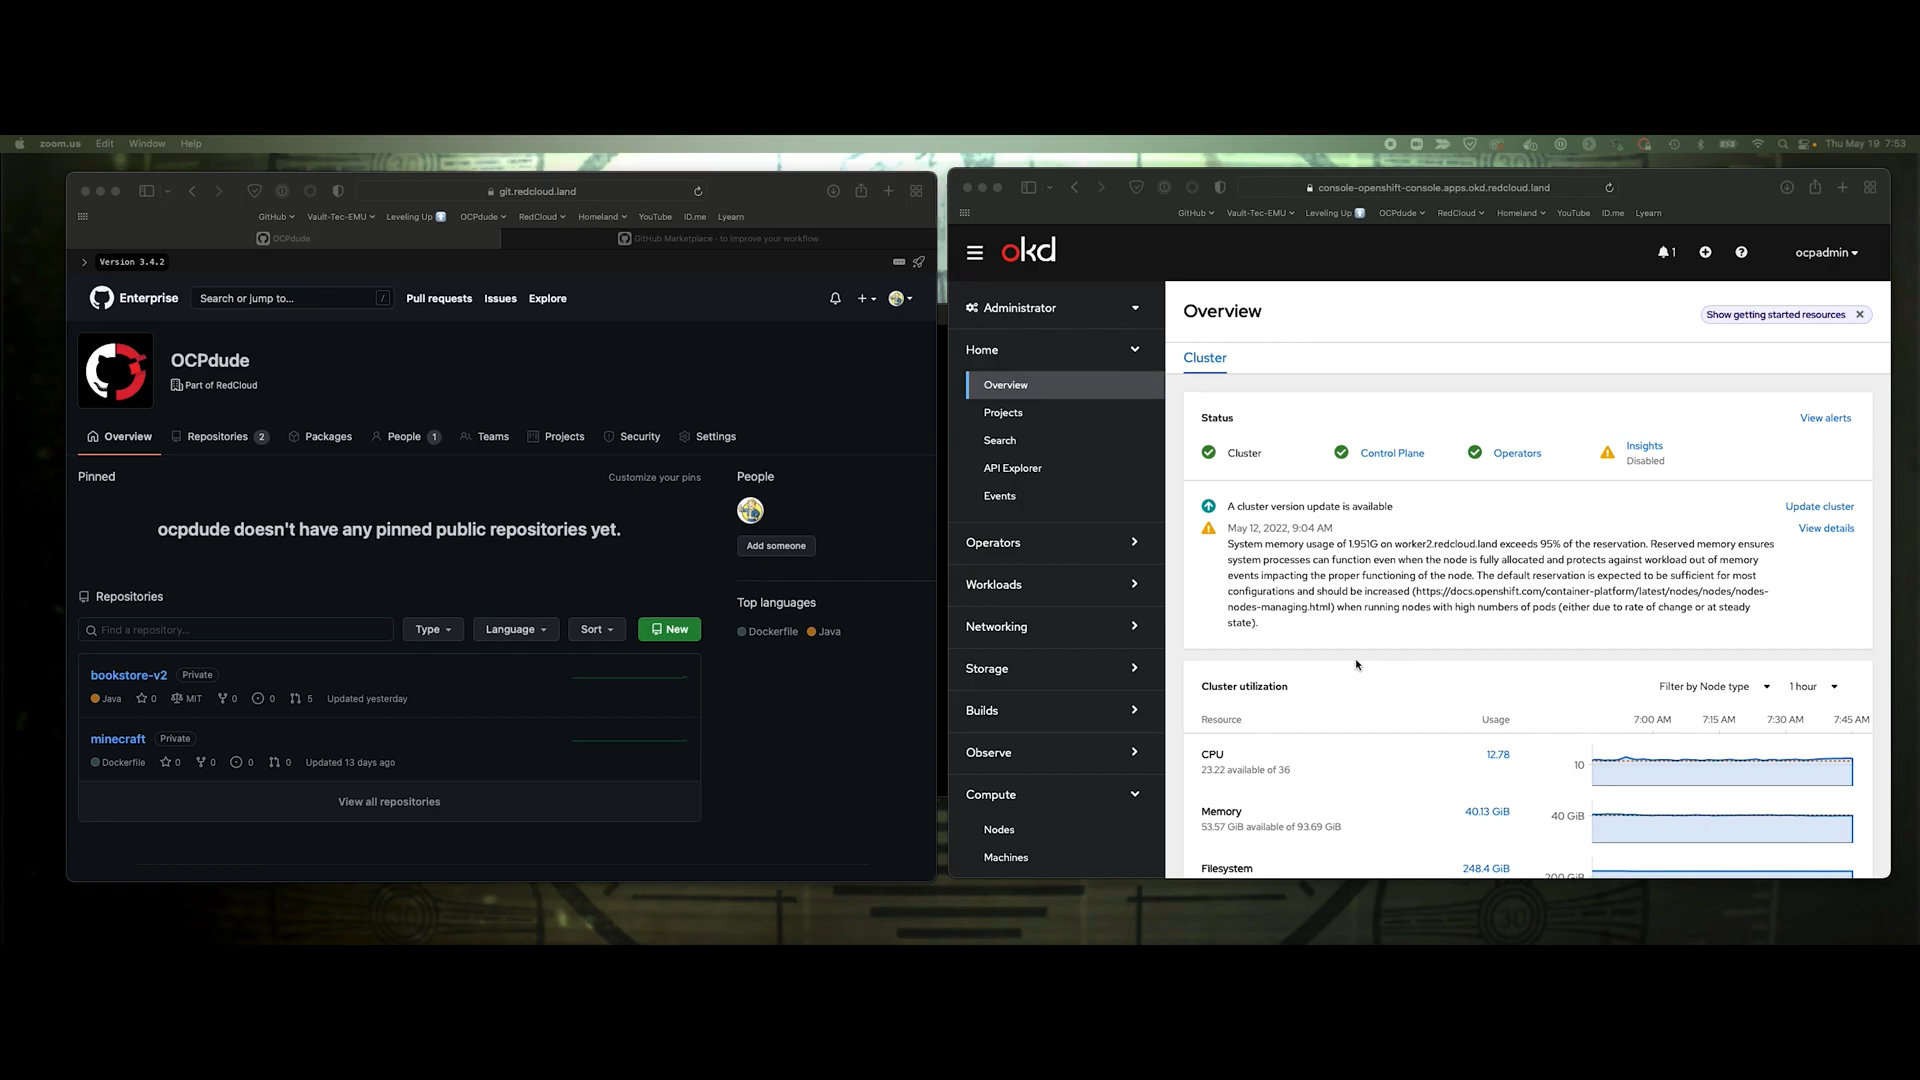 zoom.us Edit Window Help
Thu May 19 7:53
git.redcloud.land
GitHub Vault-Tec-EMU Leveling Up OCPdude RedCloud Homeland YouTube ID.me Lyearn
OCPdude
GitHub Marketplace · to improve your workflow
Version 3.4.2
Enterprise
Search or jump to... /
Pull requests Issues Explore
OCPdude
Part of RedCloud
Overview Repositories 2 Packages People 1 Teams Projects Security Settings
Pinned
Customize your pins
ocpdude doesn't have any pinned public repositories yet.
People
Add someone
Repositories
Top languages
Dockerfile Java
Find a repository...
Type Language Sort New
bookstore-v2 Private
Java 0 MIT 0 0 5 Updated yesterday
minecraft Private
Dockerfile 0 0 0 0 Updated 13 days ago
View all repositories
console-openshift-console.apps.okd.redcloud.land
GitHub Vault-Tec-EMU Leveling Up OCPdude RedCloud Homeland YouTube ID.me Lyearn
okd
1
ocpadmin
Administrator
Home
Overview
Projects
Search
API Explorer
Events
Operators
Workloads
Networking
Storage
Builds
Observe
Compute
Nodes
Machines
Overview
Show getting started resources
Cluster
Status
View alerts
Cluster Control Plane Operators Insights
Disabled
A cluster version update is available
Update cluster
May 12, 2022, 9:04 AM
View details
System memory usage of 1.951G on worker2.redcloud.land exceeds 95% of the reservation. Reserved memory ensures
system processes can function even when the node is fully allocated and protects against workload out of memory
events impacting the proper functioning of the node. The default reservation is expected to be sufficient for most
configurations and should be increased (https://docs.openshift.com/container-platform/latest/nodes/nodes/nodes-
nodes-managing.html) when running nodes with high numbers of pods (either due to rate of change or at steady
state).
Cluster utilization
Filter by Node type 1 hour
Resource Usage 7:00 AM 7:15 AM 7:30 AM 7:45 AM
CPU 12.78
23.22 available of 36
10
Memory 40.13 GiB
53.57 GiB available of 93.69 GiB
40 GiB
Filesystem 248.4 GiB
200 GiB